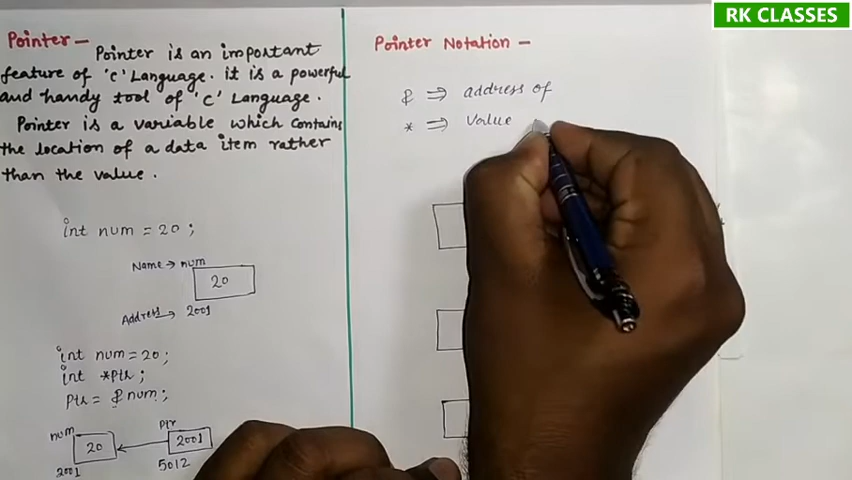 RK CLASSES
Pointer-
Pointer is an important
feature of 'C' Language. it is a powerful
and handy tool of 'C' Language.
Pointer is a variable which contains
the location of a data item rather
than the value.
int num = 20;
Name → num
20
Address → 2001
int num = 20;
int *Ptr;
Ptr = & num;
num
20
2001
Ptr
2001
5012
Pointer Notation -
& ⇒ address of
* ⇒ Value